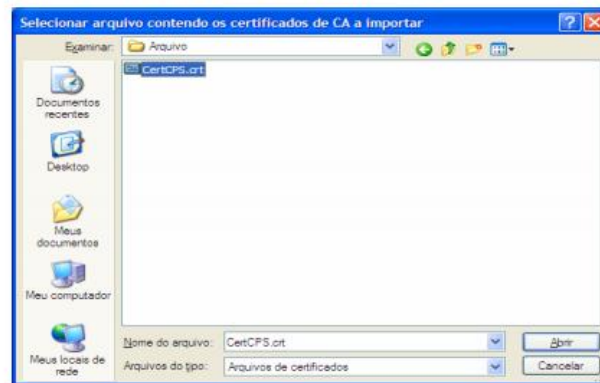 Selecionar arquivo contendo os certificados de CA a importar
Examinar:
Arquivo
CertCPS.crt
Documentos
recentes
Desktop
Meus
documentos
Meu computador
Meus locais de
rede
Nome do arquivo:
CertCPS.crt
Abrir
Arquivos do tipo:
Arquivos de certificados
Cancelar